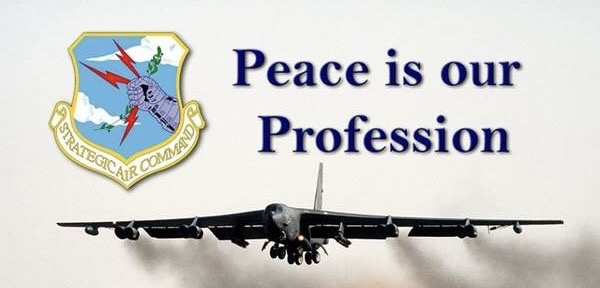 Peace is our
Profession
STRATEGIC AIR COMMAND